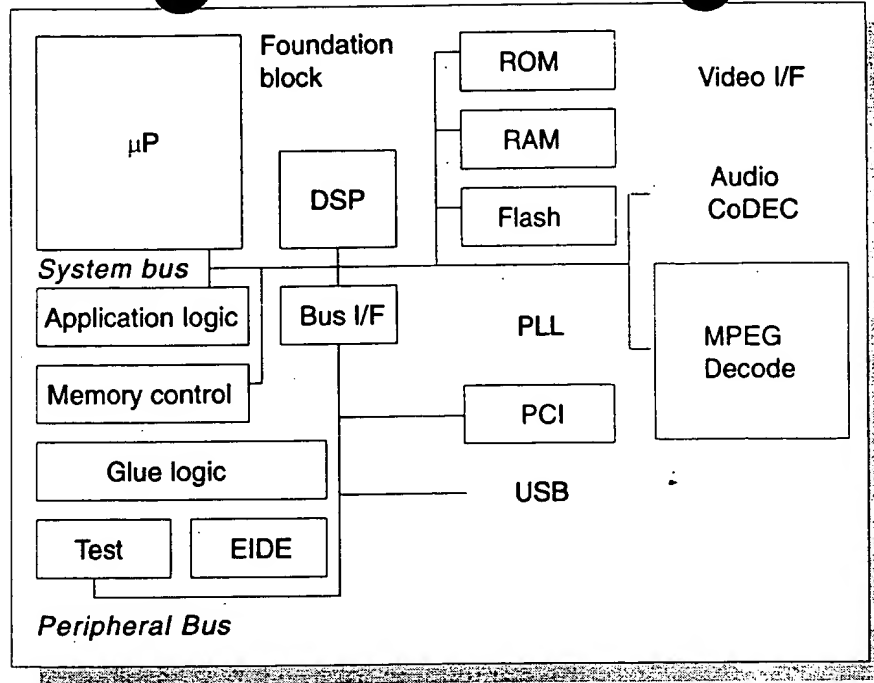 Foundation
block
μP
DSP
ROM
RAM
Flash
Video I/F
Audio
CoDEC
System bus
Application logic
Bus I/F
PLL
MPEG
Decode
Memory control
PCI
Glue logic
USB
Test
EIDE
Peripheral Bus